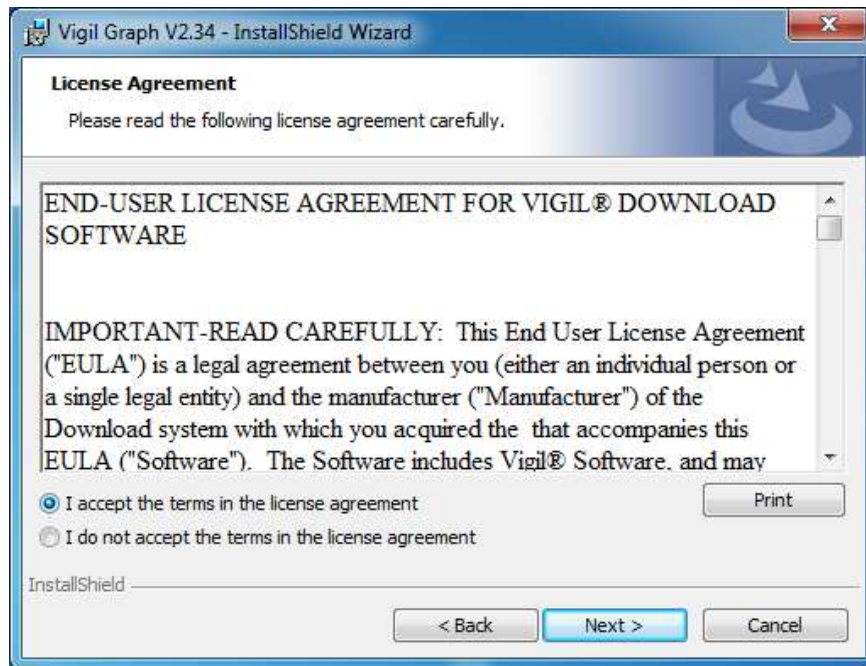 Vigil Graph V2.34 - InstallShield Wizard
License Agreement
Please read the following license agreement carefully.
END-USER LICENSE AGREEMENT FOR VIGIL® DOWNLOAD
SOFTWARE
IMPORTANT-READ CAREFULLY: This End User License Agreement
("EULA") is a legal agreement between you (either an individual person or
a single legal entity) and the manufacturer ("Manufacturer") of the
Download system with which you acquired the  that accompanies this
EULA ("Software"). The Software includes Vigil® Software, and may
I accept the terms in the license agreement
Print
I do not accept the terms in the license agreement
InstallShield
< Back
Next >
Cancel